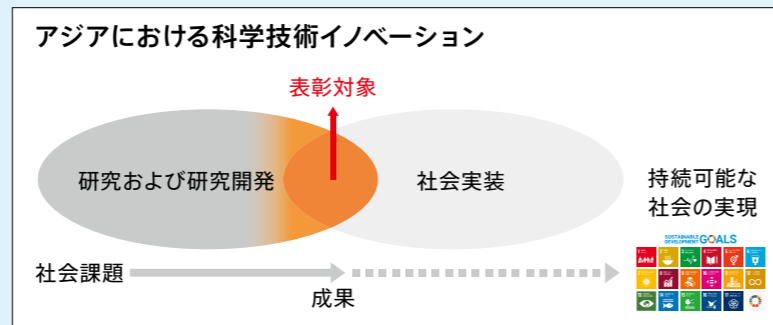 アジアにおける科学技術イノベーション
表彰対象
研究および研究開発
社会実装
持続可能な
社会の実現
SUSTAINABLE
DEVELOPMENT GOALS
社会課題
成果